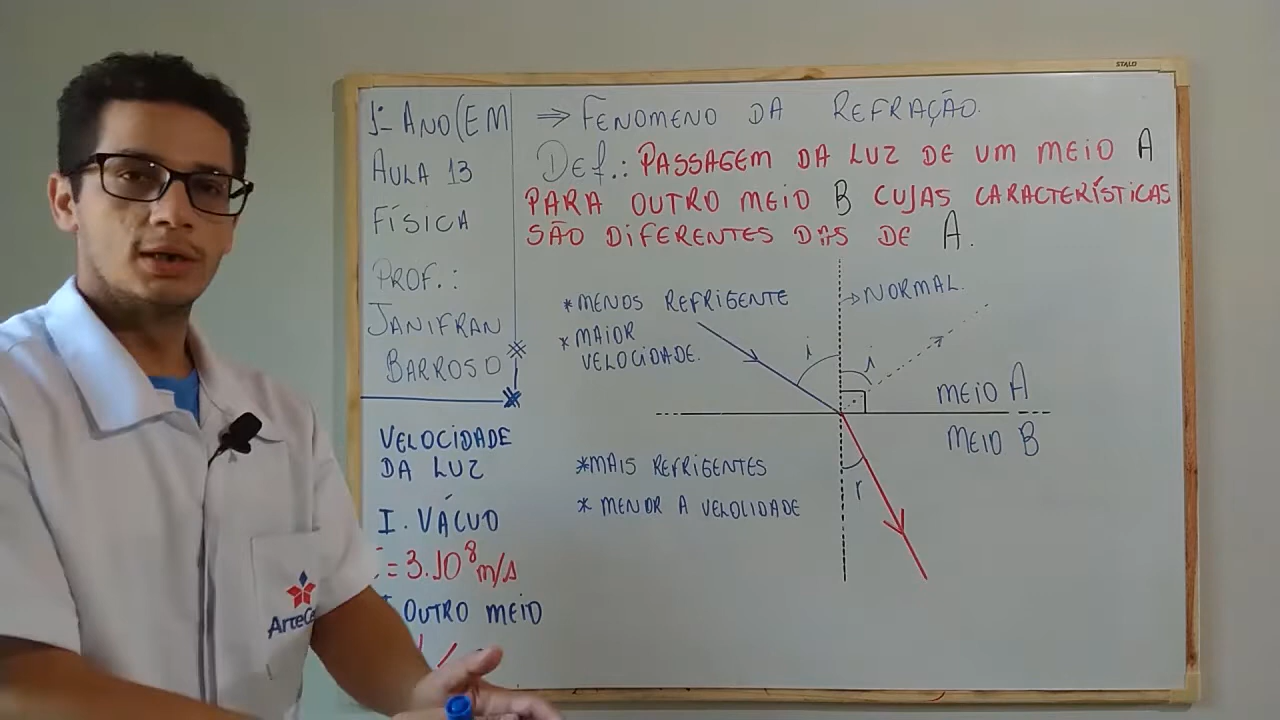 1º ANO (EM
AULA 13
FÍSICA
PROF.:
JANIFRAN
BARROSO
VELOCIDADE
DA LUZ
I. VÁCUO
= 3.10⁸ m/s
OUTRO MEIO
STALO
⇒ FENOMENO DA REFRAÇÃO.
DEF.: PASSAGEM DA LUZ DE UM MEIO A
PARA OUTRO MEIO B CUJAS CARACTERÍSTICAS
SÃO DIFERENTES DAS DE A.
* MENOS REFRIGENTE
* MAIOR
VELOCIDADE.
→ NORMAL.
i
i
MEIO A
MEIO B
* MAIS REFRIGENTES
* MENOR A VELOLIDADE
r